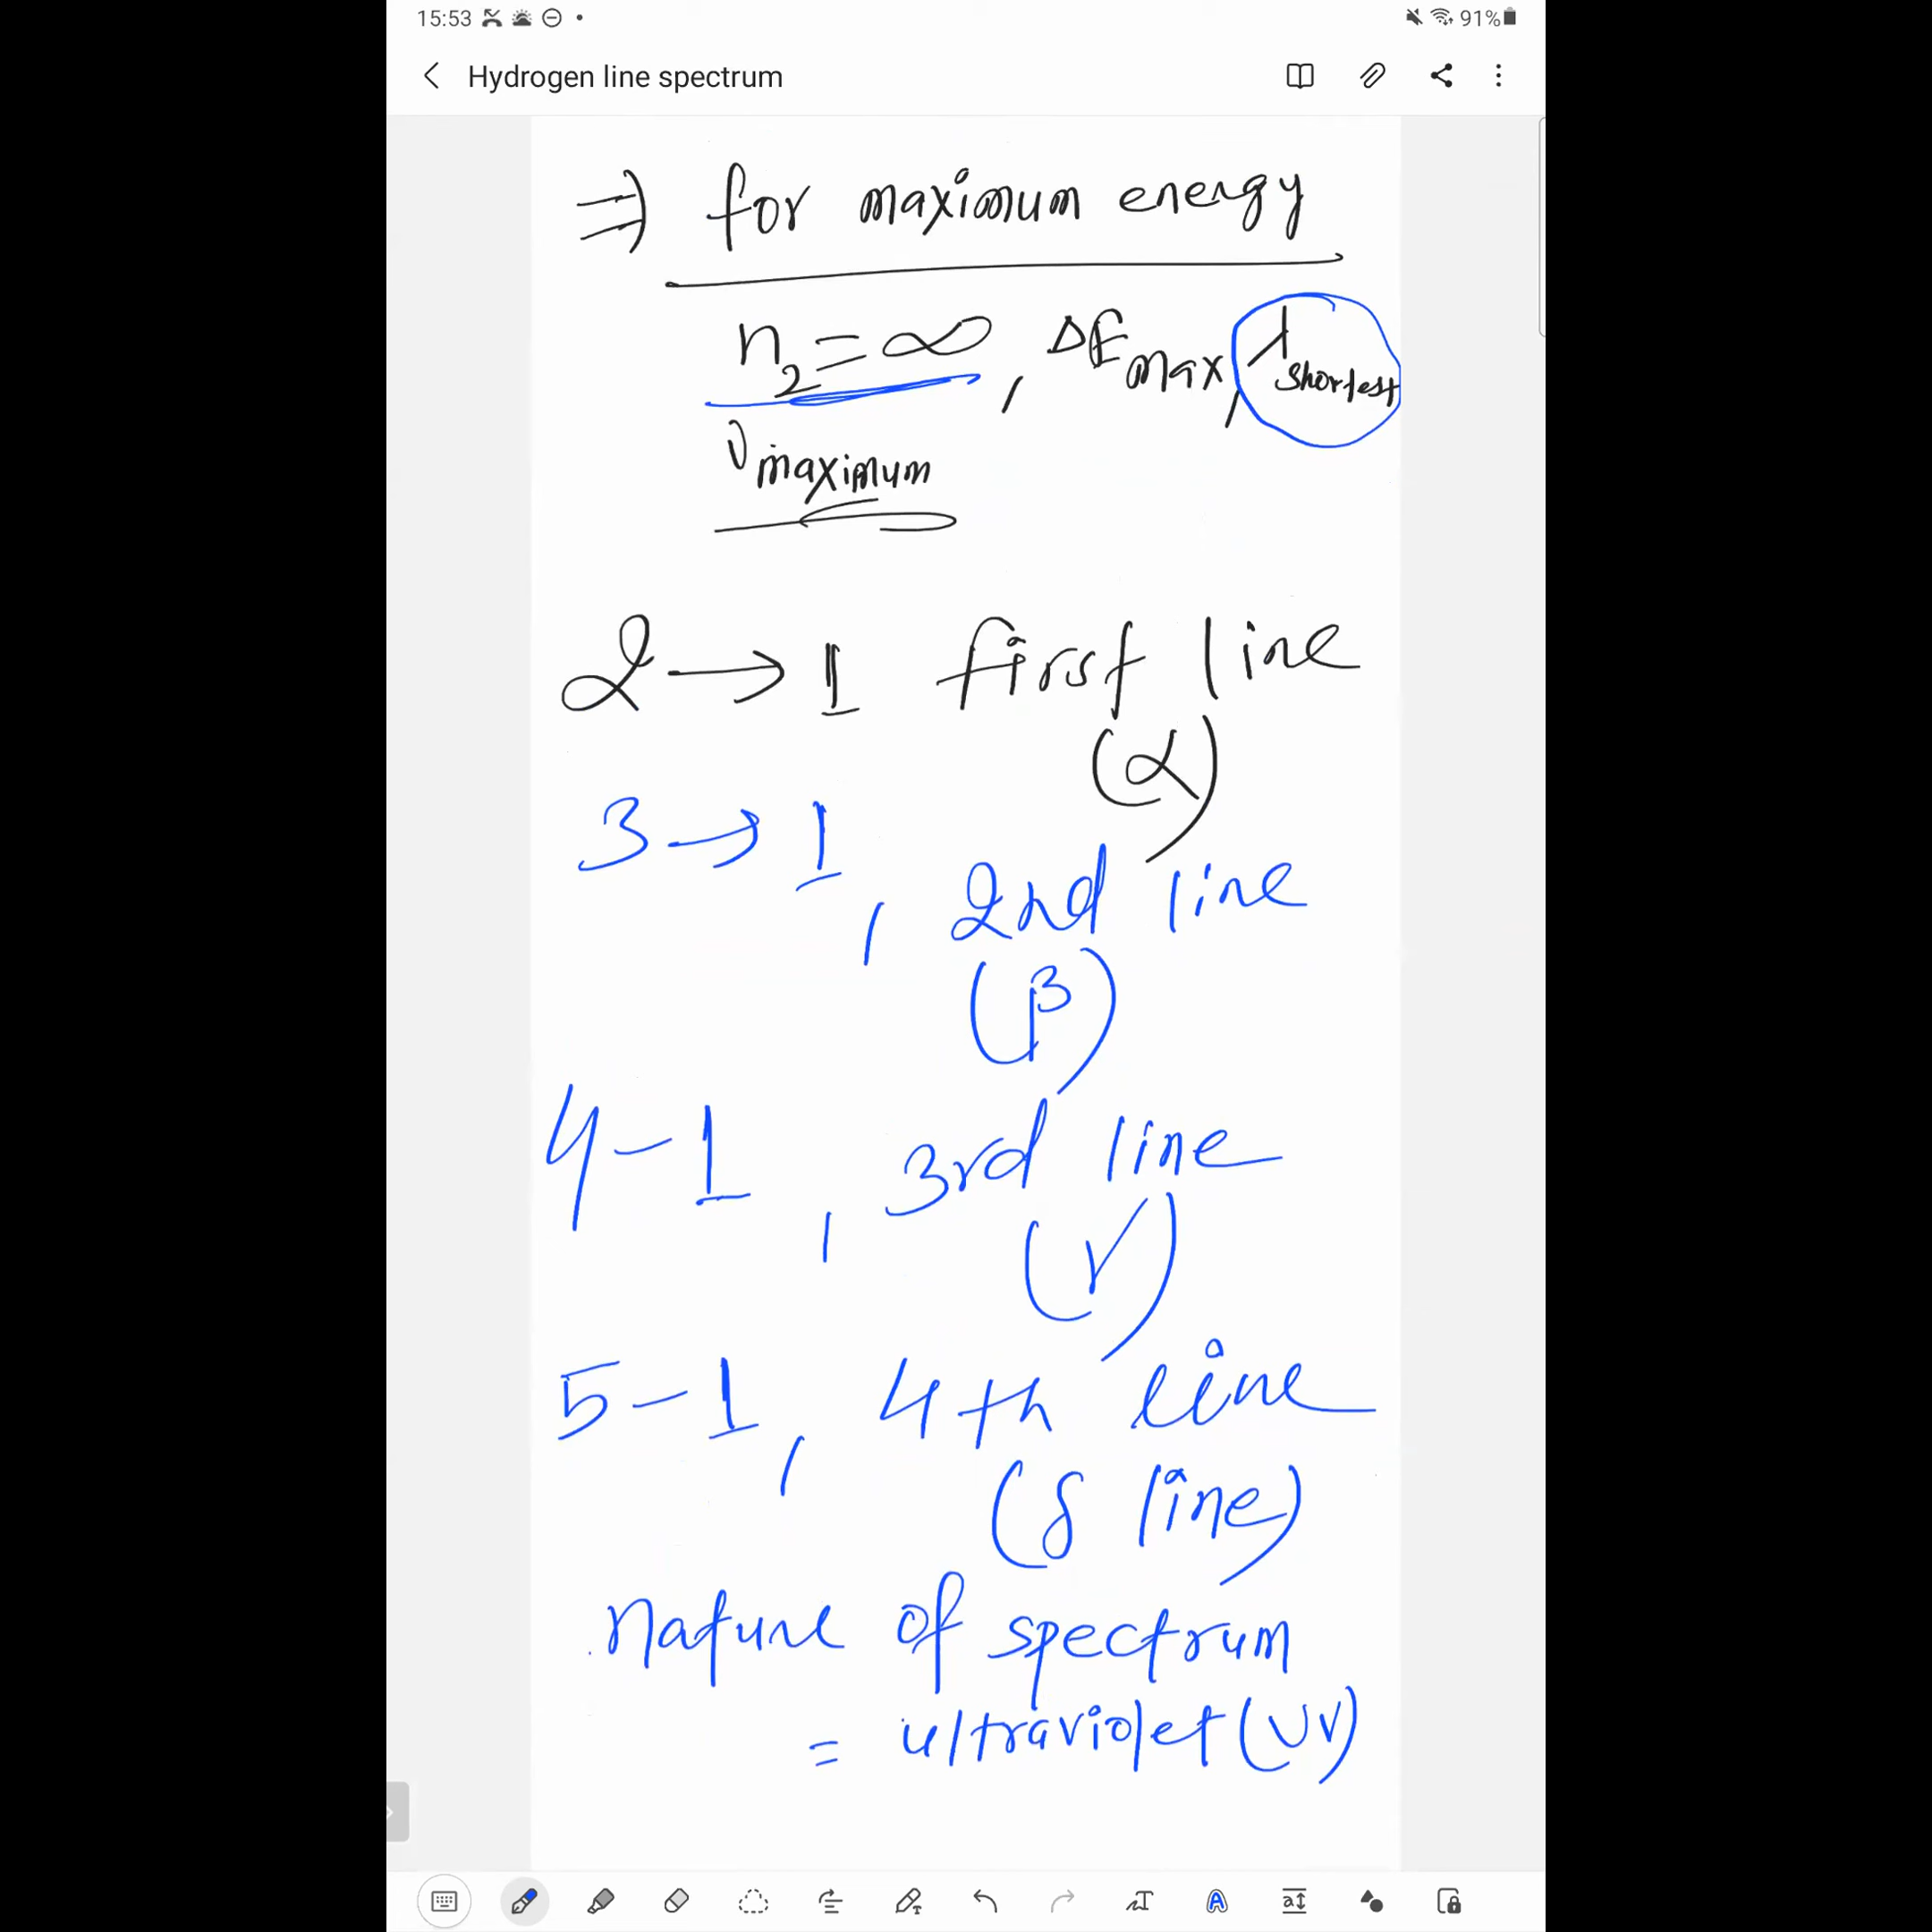 15:53
91%
Hydrogen line spectrum
⇒ for maximum energy
n₂ = ∞, ΔE max, λ shortest
ν maximum
2 → 1 first line
(α)
3 → 1, 2nd line
(β)
4 - 1, 3rd line
(γ)
5 - 1, 4th line
(δ line)
nature of spectrum
= ultraviolet (UV)